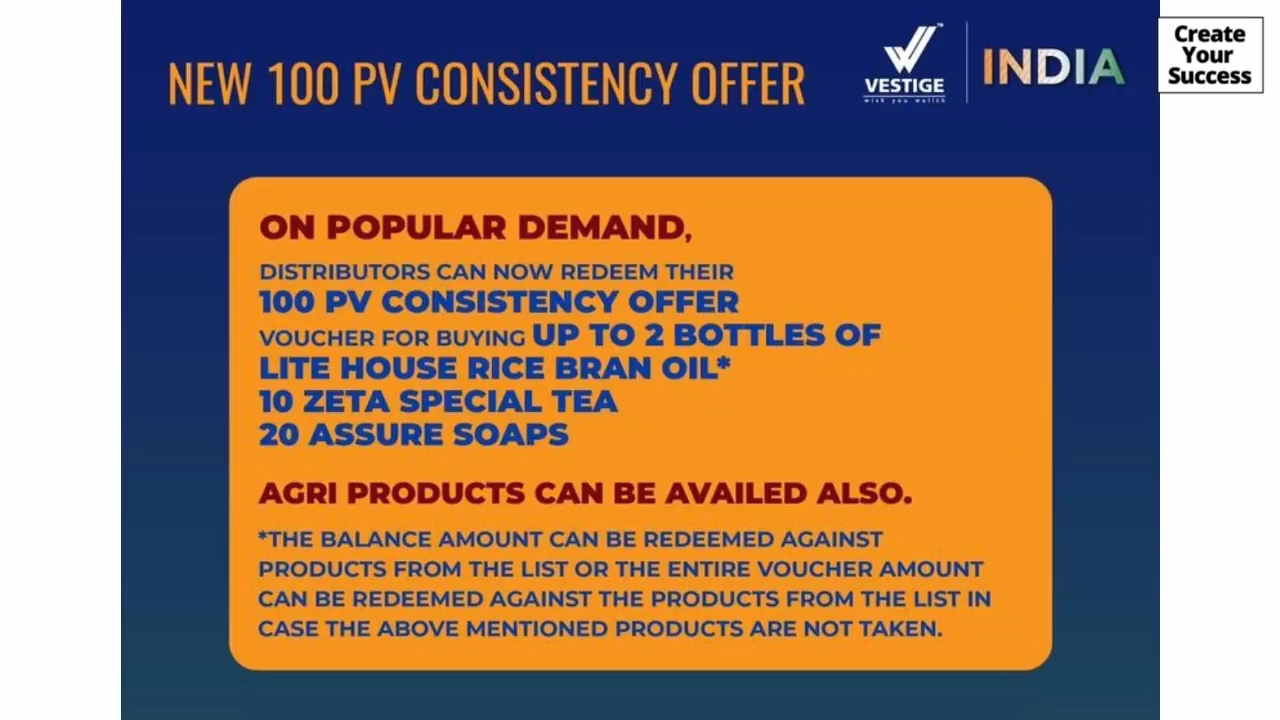 NEW 100 PV CONSISTENCY OFFER
VESTIGE™
wish you wellth
INDIA
Create
Your
Success
ON POPULAR DEMAND,
DISTRIBUTORS CAN NOW REDEEM THEIR
100 PV CONSISTENCY OFFER
VOUCHER FOR BUYING UP TO 2 BOTTLES OF
LITE HOUSE RICE BRAN OIL*
10 ZETA SPECIAL TEA
20 ASSURE SOAPS
AGRI PRODUCTS CAN BE AVAILED ALSO.
*THE BALANCE AMOUNT CAN BE REDEEMED AGAINST
PRODUCTS FROM THE LIST OR THE ENTIRE VOUCHER AMOUNT
CAN BE REDEEMED AGAINST THE PRODUCTS FROM THE LIST IN
CASE THE ABOVE MENTIONED PRODUCTS ARE NOT TAKEN.